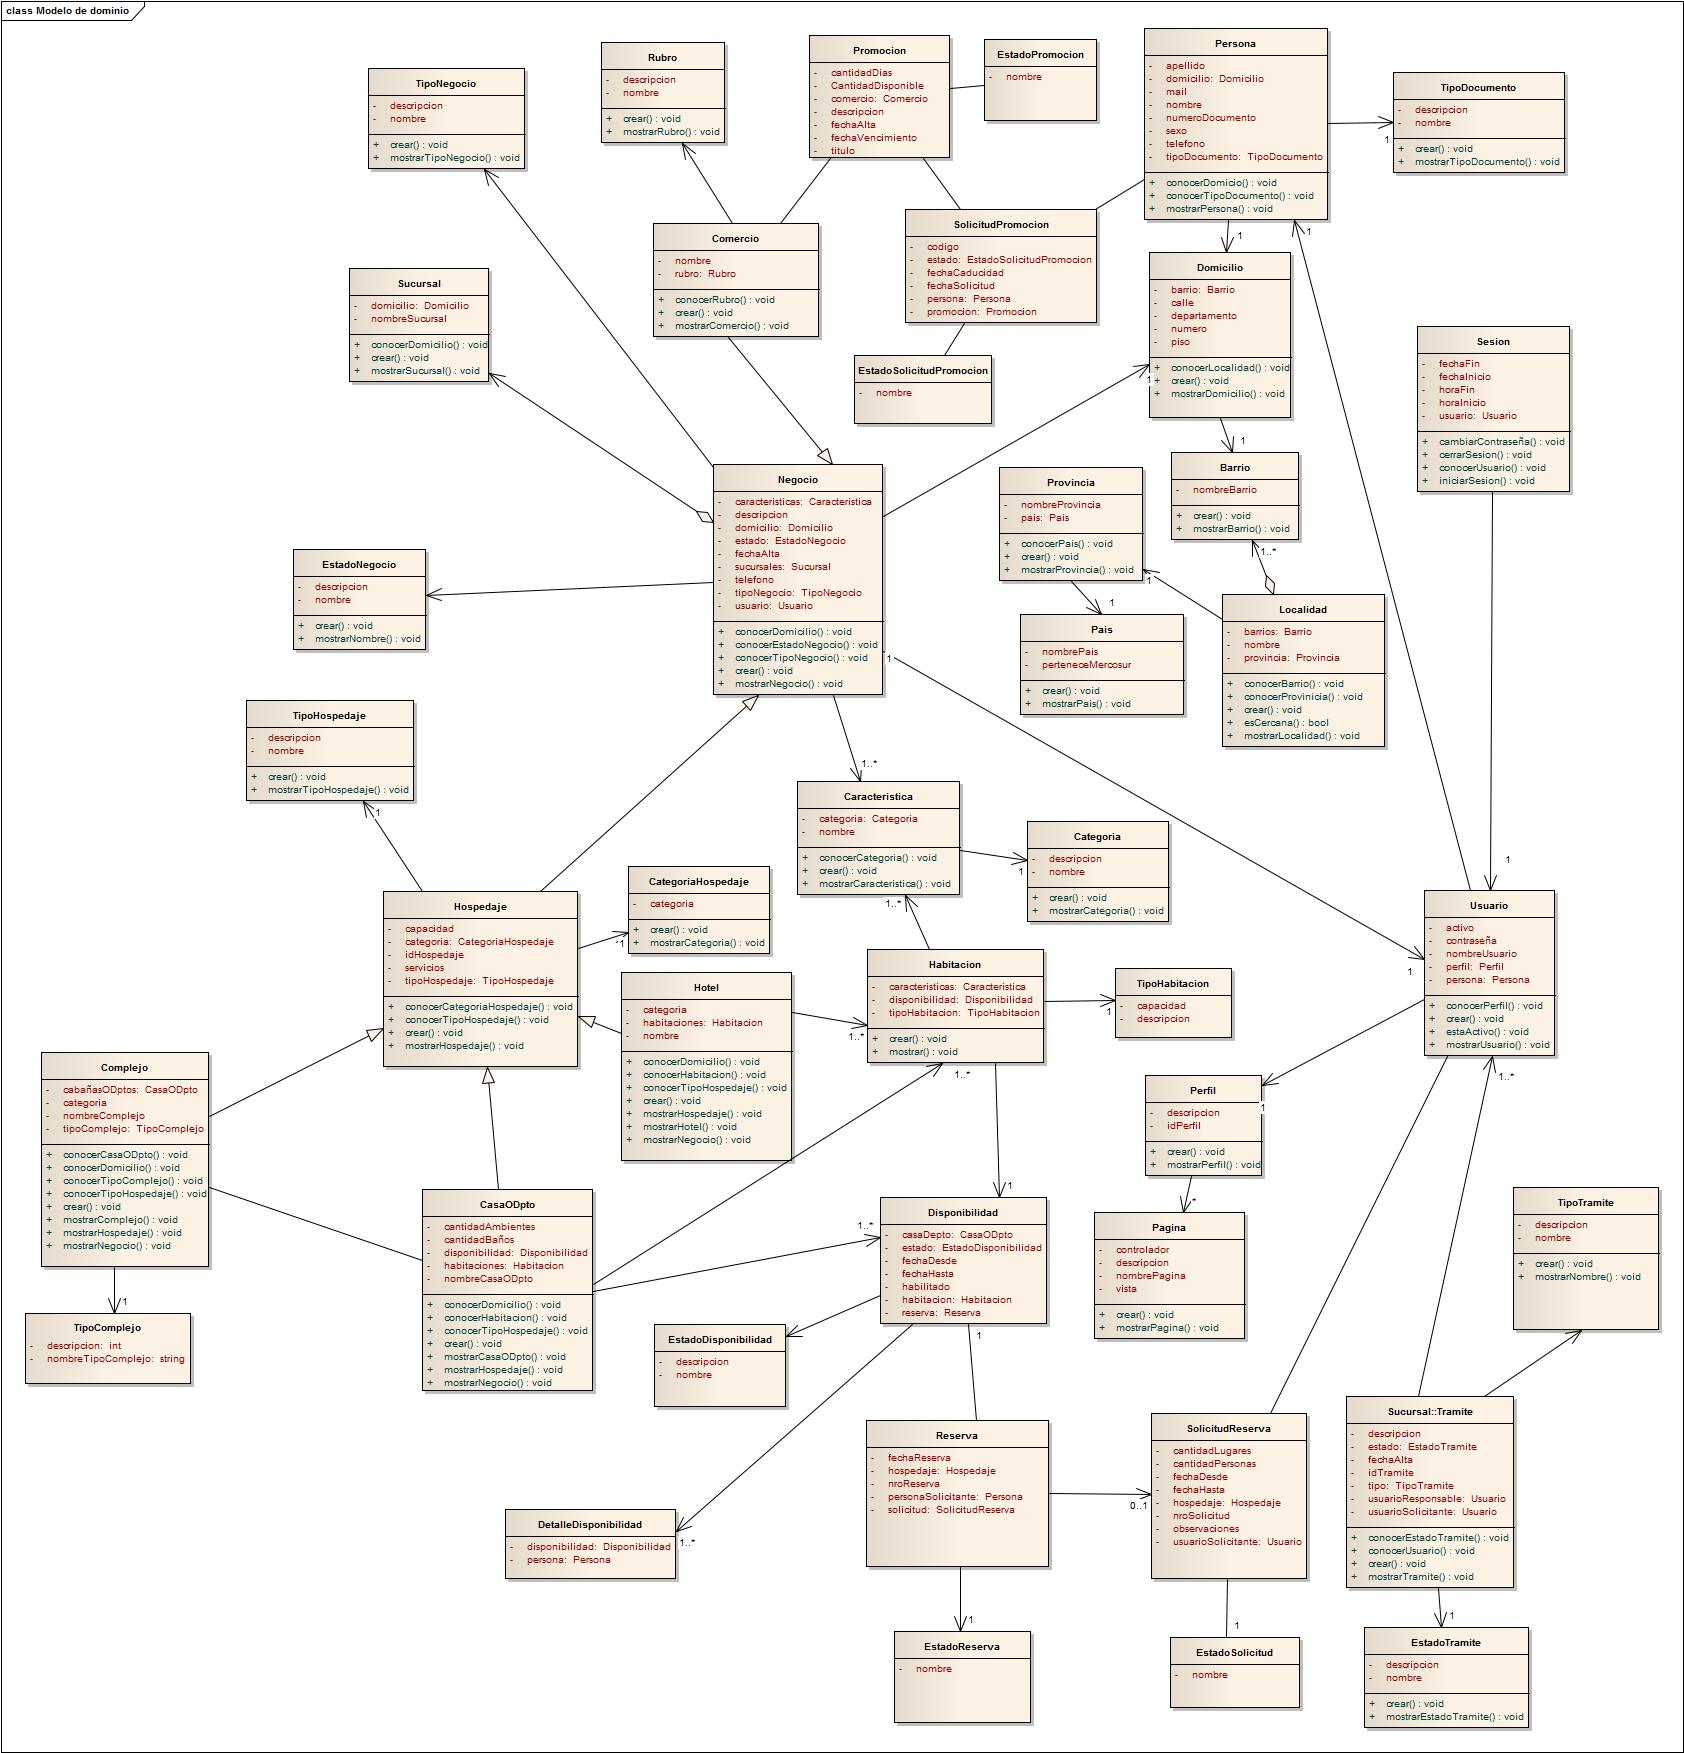 class Modelo de dominio
TipoNegocio
- descripcion
- nombre
+ crear() : void
+ mostrarTipoNegocio() : void
Rubro
- descripcion
- nombre
+ crear() : void
+ mostrarRubro() : void
Promocion
- cantidadDias
- CantidadDisponible
- comercio: Comercio
- descripcion
- fechaAlta
- fechaVencimiento
- titulo
EstadoPromocion
- nombre
Persona
- apellido
- domicilio: Domicilio
- mail
- nombre
- numeroDocumento
- sexo
- telefono
- tipoDocumento: TipoDocumento
+ conocerDomicio() : void
+ conocerTipoDocumento() : void
+ mostrarPersona() : void
1
TipoDocumento
- descripcion
- nombre
+ crear() : void
+ mostrarTipoDocumento() : void
1
1
Sucursal
- domicilio: Domicilio
- nombreSucursal
+ conocerDomicilio() : void
+ crear() : void
+ mostrarSucursal() : void
Comercio
- nombre
- rubro: Rubro
+ conocerRubro() : void
+ crear() : void
+ mostrarComercio() : void
SolicitudPromocion
- codigo
- estado: EstadoSolicitudPromocion
- fechaCaducidad
- fechaSolicitud
- persona: Persona
- promocion: Promocion
EstadoSolicitudPromocion
- nombre
Domicilio
- barrio: Barrio
- calle
- departamento
- numero
- piso
+ conocerLocalidad() : void
+ crear() : void
+ mostrarDomicilio() : void
1
1
Sesion
- fechaFin
- fechaInicio
- horaFin
- horaInicio
- usuario: Usuario
+ cambiarContraseña() : void
+ cerrarSesion() : void
+ conocerUsuario() : void
+ iniciarSesion() : void
Negocio
- caracteristicas: Caracteristica
- descripcion
- domicilio: Domicilio
- estado: EstadoNegocio
- fechaAlta
- sucursales: Sucursal
- telefono
- tipoNegocio: TipoNegocio
- usuario: Usuario
+ conocerDomicilio() : void
+ conocerEstadoNegocio() : void
+ conocerTipoNegocio() : void
+ crear() : void
+ mostrarNegocio() : void
1
Provincia
- nombreProvincia
- pais: Pais
+ conocerPais() : void
+ crear() : void
+ mostrarProvincia() : void
1
1
Barrio
- nombreBarrio
+ crear() : void
+ mostrarBarrio() : void
1..*
EstadoNegocio
- descripcion
- nombre
+ crear() : void
+ mostrarNombre() : void
Pais
- nombrePais
- perteneceMercosur
+ crear() : void
+ mostrarPais() : void
Localidad
- barrios: Barrio
- nombre
- provincia: Provincia
+ conocerBarrio() : void
+ conocerProvinicia() : void
+ crear() : void
+ esCercana() : bool
+ mostrarLocalidad() : void
TipoHospedaje
- descripcion
- nombre
+ crear() : void
+ mostrarTipoHospedaje() : void
1
1..*
Caracteristica
- categoria: Categoria
- nombre
+ conocerCategoria() : void
+ crear() : void
+ mostrarCaracteristica() : void
1..*
Categoria
- descripcion
- nombre
+ crear() : void
+ mostrarCategoria() : void
1
Hospedaje
- capacidad
- categoria: CategoriaHospedaje
- idHospedaje
- servicios
- tipoHospedaje: TipoHospedaje
+ conocerCategoriaHospedaje() : void
+ conocerTipoHospedaje() : void
+ crear() : void
+ mostrarHospedaje() : void
CategoriaHospedaje
- categoria
+ crear() : void
+ mostrarCategoria() : void
1
1
Usuario
- activo
- contraseña
- nombreUsuario
- perfil: Perfil
- persona: Persona
+ conocerPerfil() : void
+ crear() : void
+ estaActivo() : void
+ mostrarUsuario() : void
1
1..*
Hotel
- categoria
- habitaciones: Habitacion
- nombre
+ conocerDomicilio() : void
+ conocerHabitacion() : void
+ conocerTipoHospedaje() : void
+ crear() : void
+ mostrarHospedaje() : void
+ mostrarHotel() : void
+ mostrarNegocio() : void
Habitacion
- caracteristicas: Caracteristica
- disponibilidad: Disponibilidad
- tipoHabitacion: TipoHabitacion
+ crear() : void
+ mostrar() : void
1..*
1..*
TipoHabitacion
- capacidad
- descripcion
1
Complejo
- cabañasODptos: CasaODpto
- categoria
- nombreComplejo
- tipoComplejo: TipoComplejo
+ conocerCasaODpto() : void
+ conocerDomicilio() : void
+ conocerTipoComplejo() : void
+ conocerTipoHospedaje() : void
+ crear() : void
+ mostrarComplejo() : void
+ mostrarHospedaje() : void
+ mostrarNegocio() : void
Perfil
- descripcion
- idPerfil
+ crear() : void
+ mostrarPerfil() : void
1
*
CasaODpto
- cantidadAmbientes
- cantidadBaños
- disponibilidad: Disponibilidad
- habitaciones: Habitacion
- nombreCasaODpto
+ conocerDomicilio() : void
+ conocerHabitacion() : void
+ conocerTipoHospedaje() : void
+ crear() : void
+ mostrarCasaODpto() : void
+ mostrarHospedaje() : void
+ mostrarNegocio() : void
1
1..*
Disponibilidad
- casaDepto: CasaODpto
- estado: EstadoDisponibilidad
- fechaDesde
- fechaHasta
- habilitado
- habitacion: Habitacion
- reserva: Reserva
1
Pagina
- controlador
- descripcion
- nombrePagina
- vista
+ crear() : void
+ mostrarPagina() : void
TipoTramite
- descripcion
- nombre
+ crear() : void
+ mostrarNombre() : void
1
TipoComplejo
- descripcion: int
- nombreTipoComplejo: string
EstadoDisponibilidad
- descripcion
- nombre
Reserva
- fechaReserva
- hospedaje: Hospedaje
- nroReserva
- personaSolicitante: Persona
- solicitud: SolicitudReserva
SolicitudReserva
- cantidadLugares
- cantidadPersonas
- fechaDesde
- fechaHasta
- hospedaje: Hospedaje
- nroSolicitud
- observaciones
- usuarioSolicitante: Usuario
0..1
Sucursal::Tramite
- descripcion
- estado: EstadoTramite
- fechaAlta
- idTramite
- tipo: TipoTramite
- usuarioResponsable: Usuario
- usuarioSolicitante: Usuario
+ conocerEstadoTramite() : void
+ conocerUsuario() : void
+ crear() : void
+ mostrarTramite() : void
DetalleDisponibilidad
- disponibilidad: Disponibilidad
- persona: Persona
1..*
1
EstadoReserva
- nombre
1
EstadoSolicitud
- nombre
1
EstadoTramite
- descripcion
- nombre
+ crear() : void
+ mostrarEstadoTramite() : void